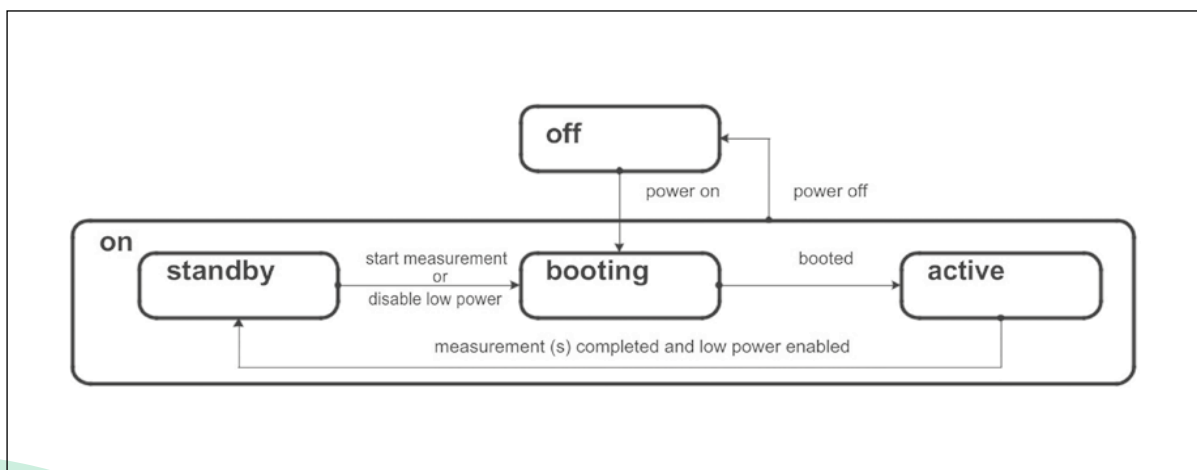 off
power on
power off
on
standby
start measurement
or
disable low power
booting
booted
active
measurement (s) completed and low power enabled